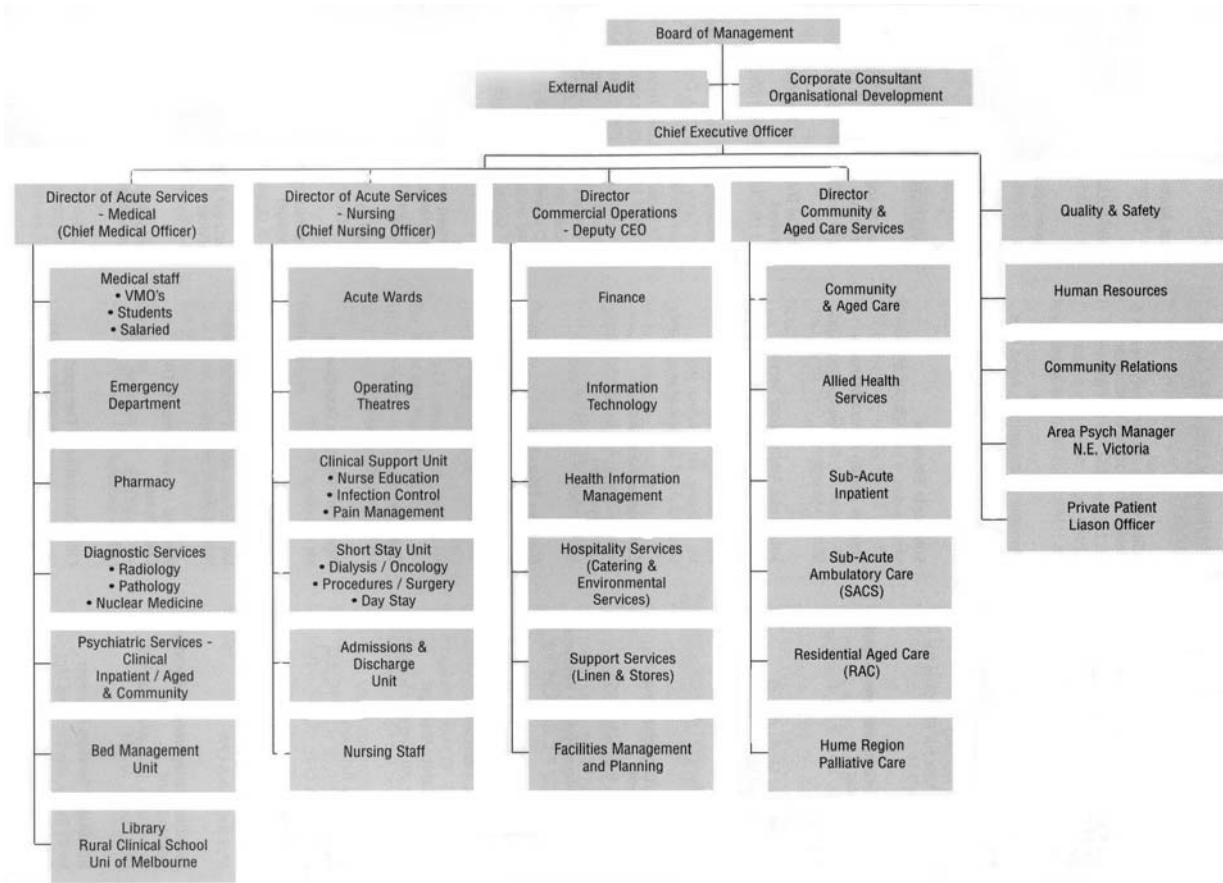 Board of Management
External Audit
Corporate Consultant
Organisational Development
Chief Executive Officer
Director of Acute Services
- Medical
(Chief Medical Officer)
Medical staff
• VMO's
• Students
• Salaried
Emergency
Department
Pharmacy
Diagnostic Services
• Radiology
• Pathology
• Nuclear Medicine
Psychiatric Services -
Clinical
Inpatient / Aged
& Community
Bed Management
Unit
Library
Rural Clinical School
Uni of Melbourne
Director of Acute Services
- Nursing
(Chief Nursing Officer)
Acute Wards
Operating
Theatres
Clinical Support Unit
• Nurse Education
• Infection Control
• Pain Management
Short Stay Unit
• Dialysis / Oncology
• Procedures / Surgery
• Day Stay
Admissions &
Discharge
Unit
Nursing Staff
Director
Commercial Operations
- Deputy CEO
Finance
Information
Technology
Health Information
Management
Hospitality Services
(Catering &
Environmental
Services)
Support Services
(Linen & Stores)
Facilities Management
and Planning
Director
Community &
Aged Care Services
Community
& Aged Care
Allied Health
Services
Sub-Acute
Inpatient
Sub-Acute
Ambulatory Care
(SACS)
Residential Aged Care
(RAC)
Hume Region
Palliative Care
Quality & Safety
Human Resources
Community Relations
Area Psych Manager
N.E. Victoria
Private Patient
Liason Officer